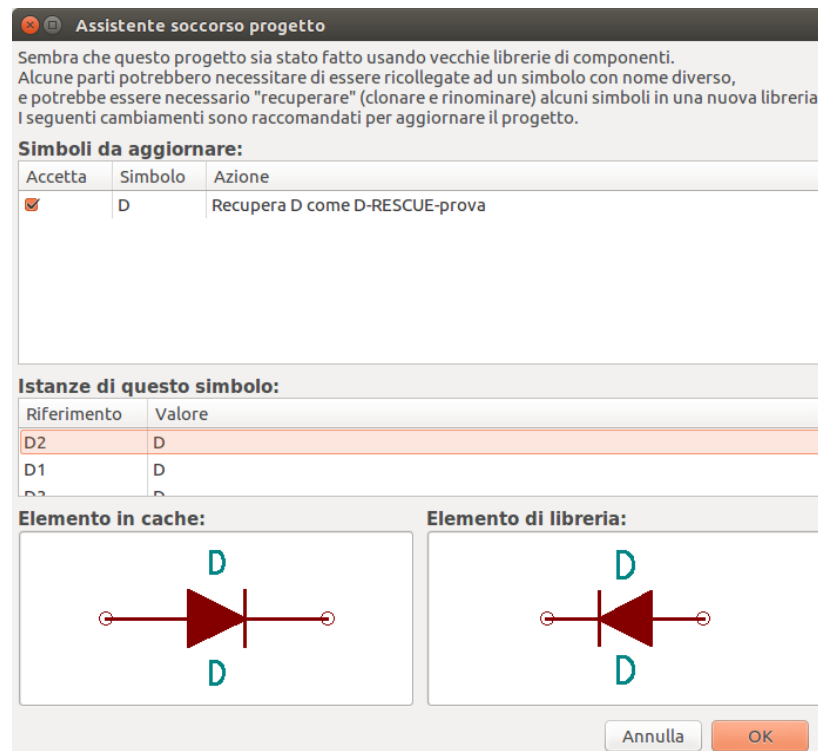 Assistente soccorso progetto
Sembra che questo progetto sia stato fatto usando vecchie librerie di componenti.
Alcune parti potrebbero necessitare di essere ricollegate ad un simbolo con nome diverso,
e potrebbe essere necessario "recuperare" (clonare e rinominare) alcuni simboli in una nuova libreria
I seguenti cambiamenti sono raccomandati per aggiornare il progetto.
Simboli da aggiornare:
Accetta Simbolo Azione
D Recupera D come D-RESCUE-prova
Istanze di questo simbolo:
Riferimento Valore
D2 D
D1 D
Elemento in cache: Elemento di libreria:
D D
D D
Annulla OK